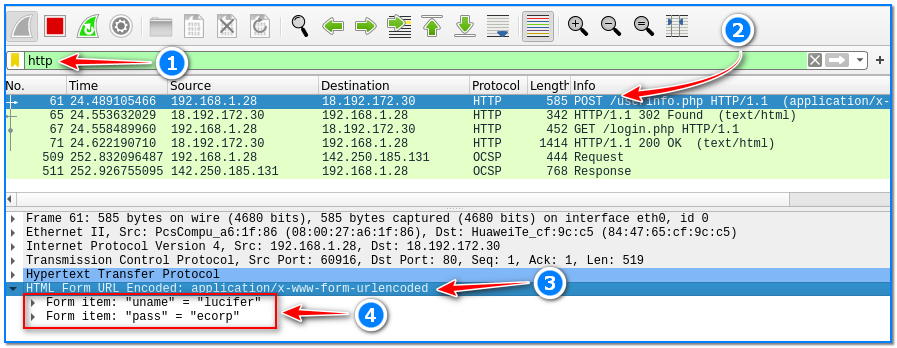 http
1
2
No. Time Source Destination Protocol Length Info
61 24.489105466 192.168.1.28 18.192.172.30 HTTP 585 POST /userinfo.php HTTP/1.1 (application/x-
65 24.553632029 18.192.172.30 192.168.1.28 HTTP 342 HTTP/1.1 302 Found (text/html)
67 24.558489960 192.168.1.28 18.192.172.30 HTTP 452 GET /login.php HTTP/1.1
71 24.622190710 18.192.172.30 192.168.1.28 HTTP 1414 HTTP/1.1 200 OK (text/html)
509 252.832096487 192.168.1.28 142.250.185.131 OCSP 444 Request
511 252.926755095 142.250.185.131 192.168.1.28 OCSP 768 Response
Frame 61: 585 bytes on wire (4680 bits), 585 bytes captured (4680 bits) on interface eth0, id 0
Ethernet II, Src: PcsCompu_a6:1f:86 (08:00:27:a6:1f:86), Dst: HuaweiTe_cf:9c:c5 (84:47:65:cf:9c:c5)
Internet Protocol Version 4, Src: 192.168.1.28, Dst: 18.192.172.30
Transmission Control Protocol, Src Port: 60916, Dst Port: 80, Seq: 1, Ack: 1, Len: 519
Hypertext Transfer Protocol
HTML Form URL Encoded: application/x-www-form-urlencoded
3
Form item: "uname" = "lucifer"
Form item: "pass" = "ecorp"
4